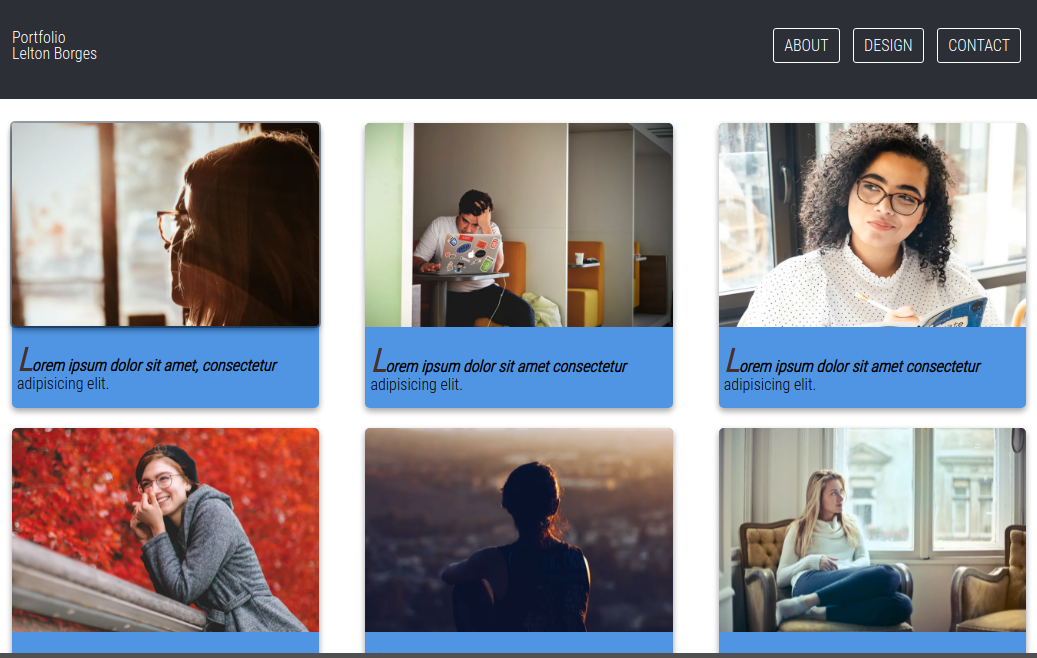 Portfolio
Lelton Borges
ABOUT
DESIGN
CONTACT
Lorem ipsum dolor sit amet, consectetur
adipisicing elit.
Lorem ipsum dolor sit amet consectetur
adipisicing elit.
Lorem ipsum dolor sit amet consectetur
adipisicing elit.